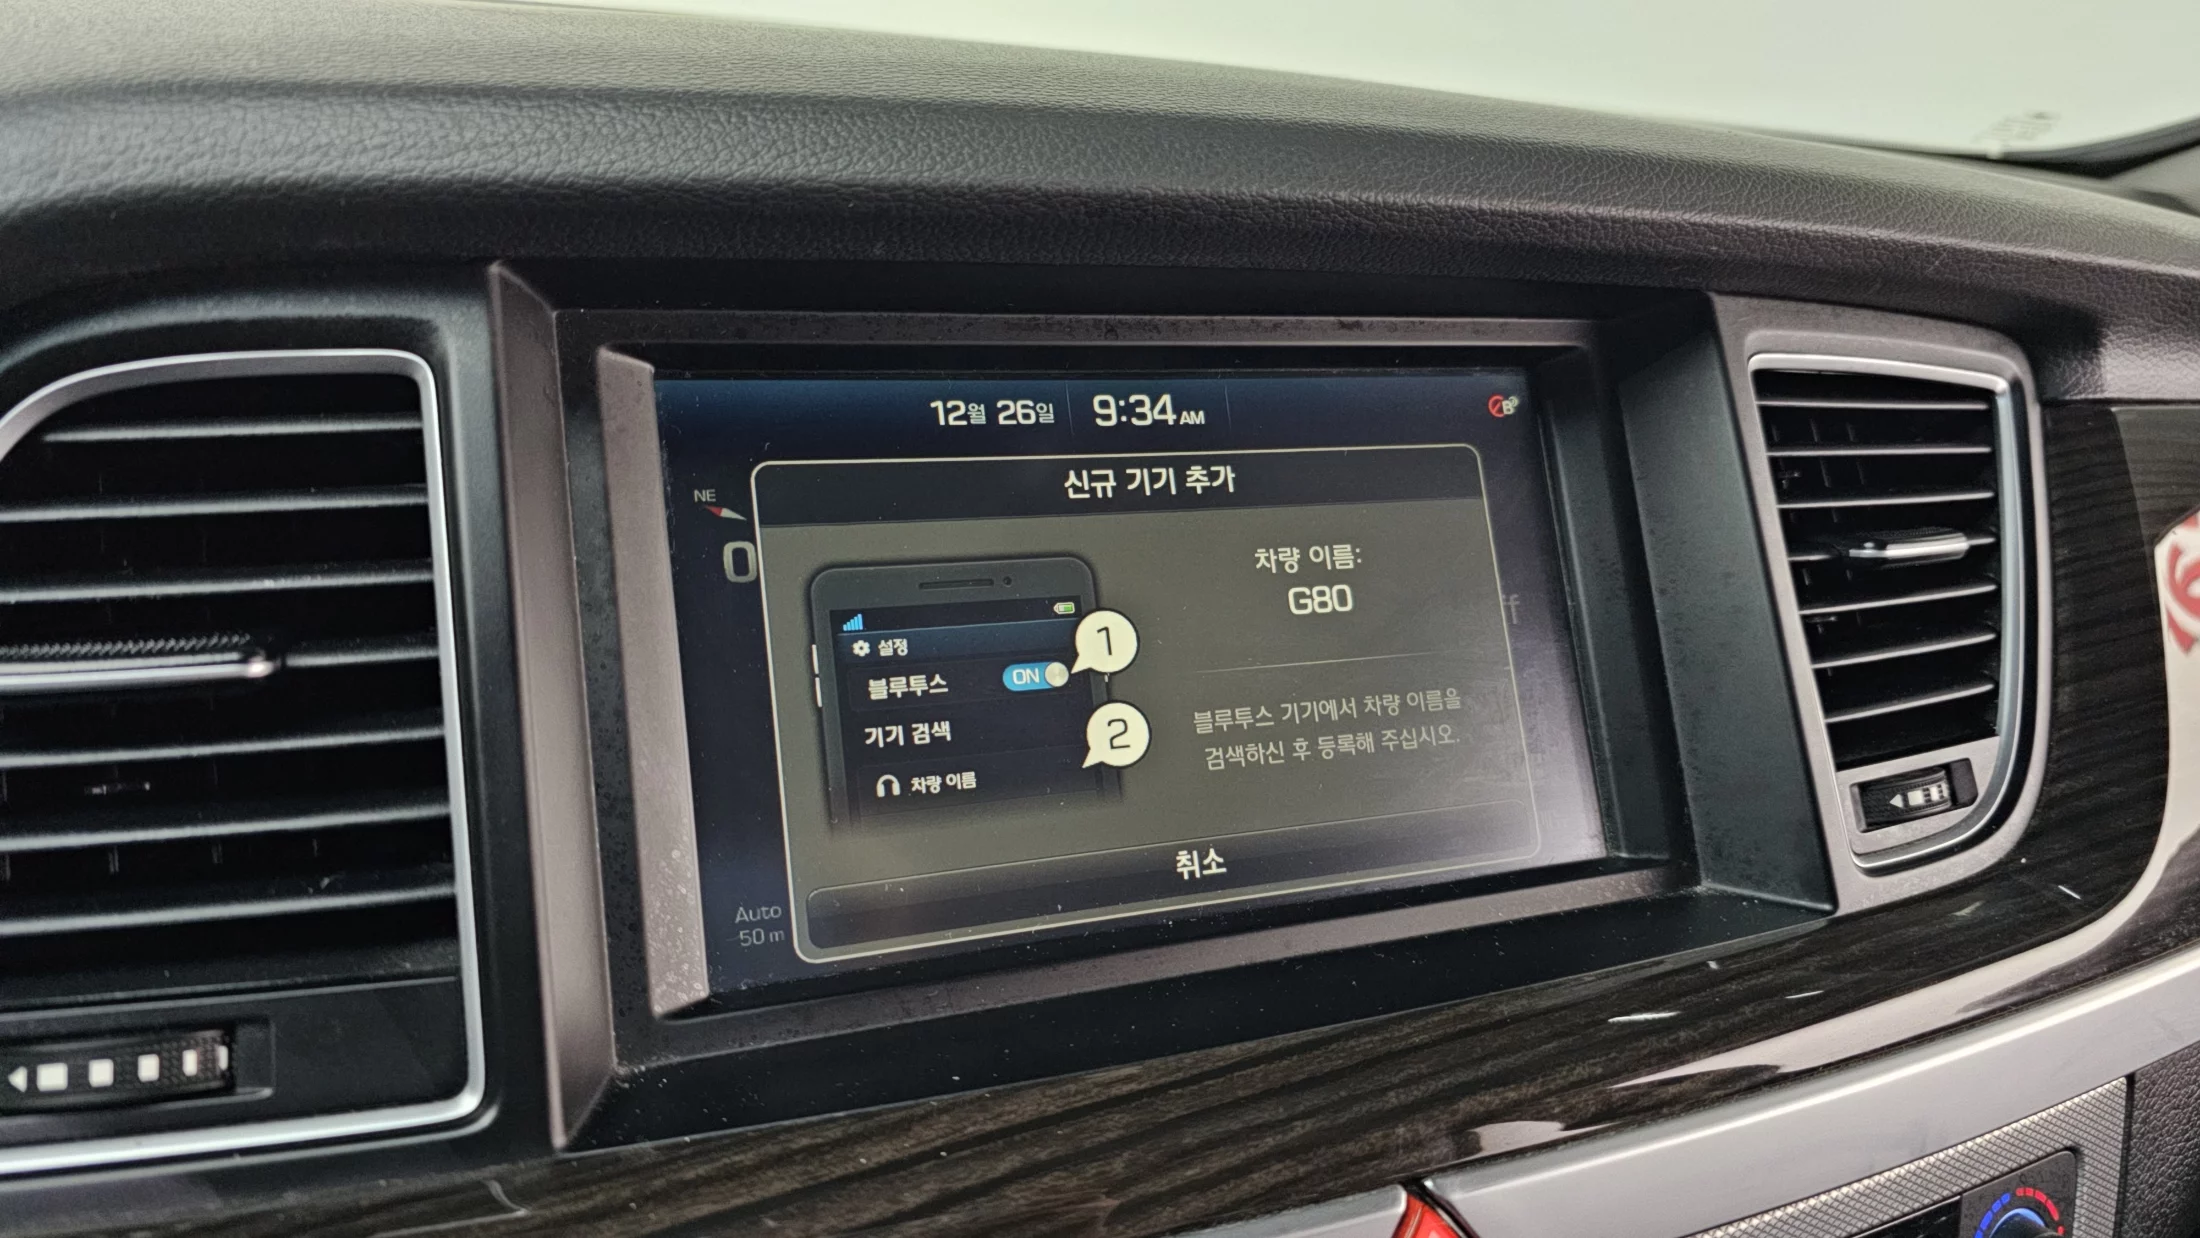 12월 26일 9:34 AM
신규 기기 추가
NE
0
차량 이름:
G80
1
설정
블루투스 ON
기기 검색
2
차량 이름
블루투스 기기에서 차량 이름을
검색하신 후 등록해 주십시오.
취소
Auto
50 m